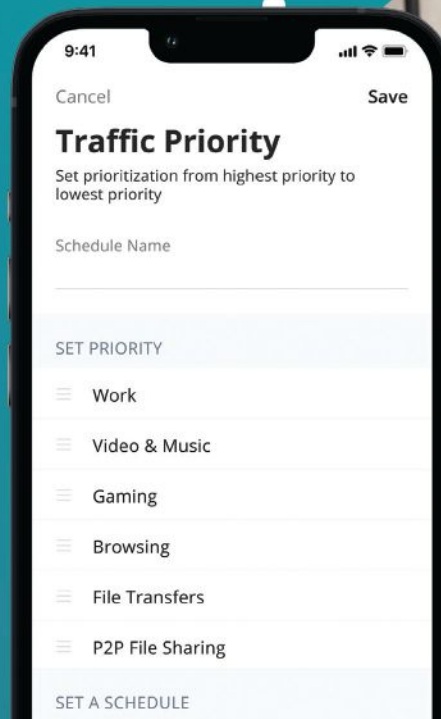 9:41
Cancel
Save
Traffic Priority
Set prioritization from highest priority to
lowest priority
Schedule Name
SET PRIORITY
Work
Video & Music
Gaming
Browsing
File Transfers
P2P File Sharing
SET A SCHEDULE